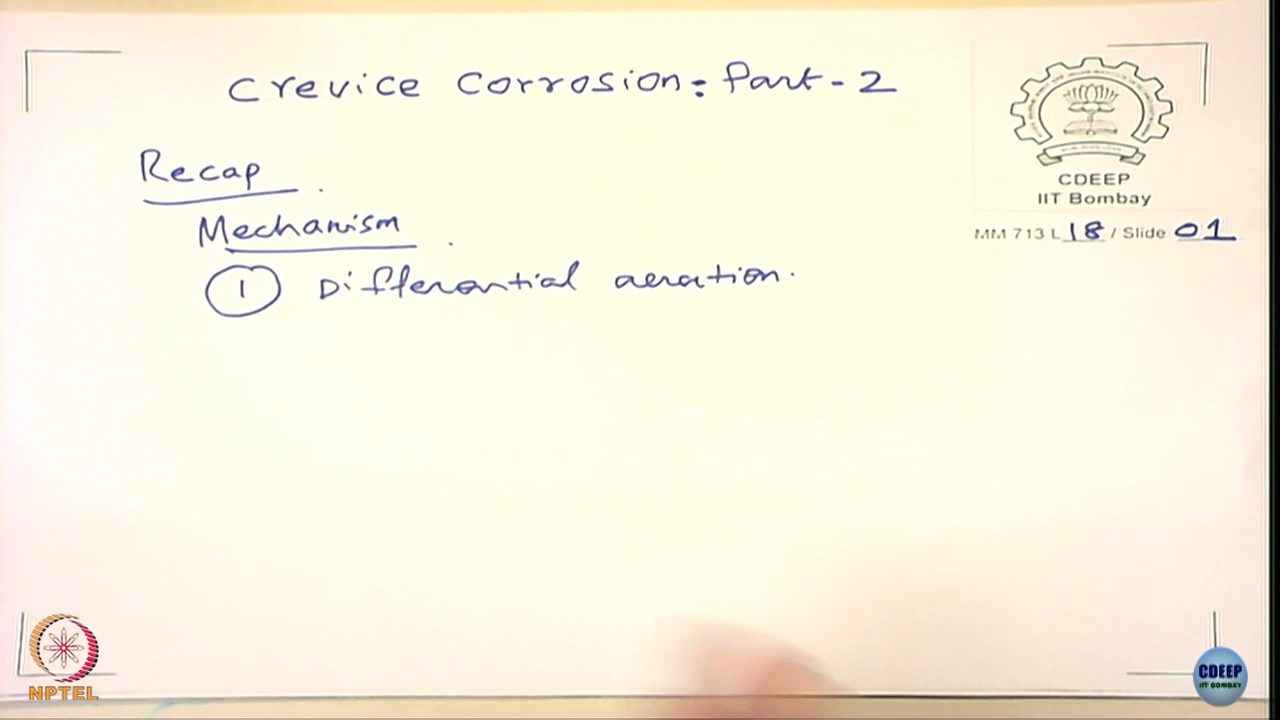 Crevice Corrosion: Part-2
Recap
Mechanism
1 Differential aeration.
CDEEP
IIT Bombay
MM 713 L 18 / Slide 01
NPTEL
CDEEP
IIT BOMBAY